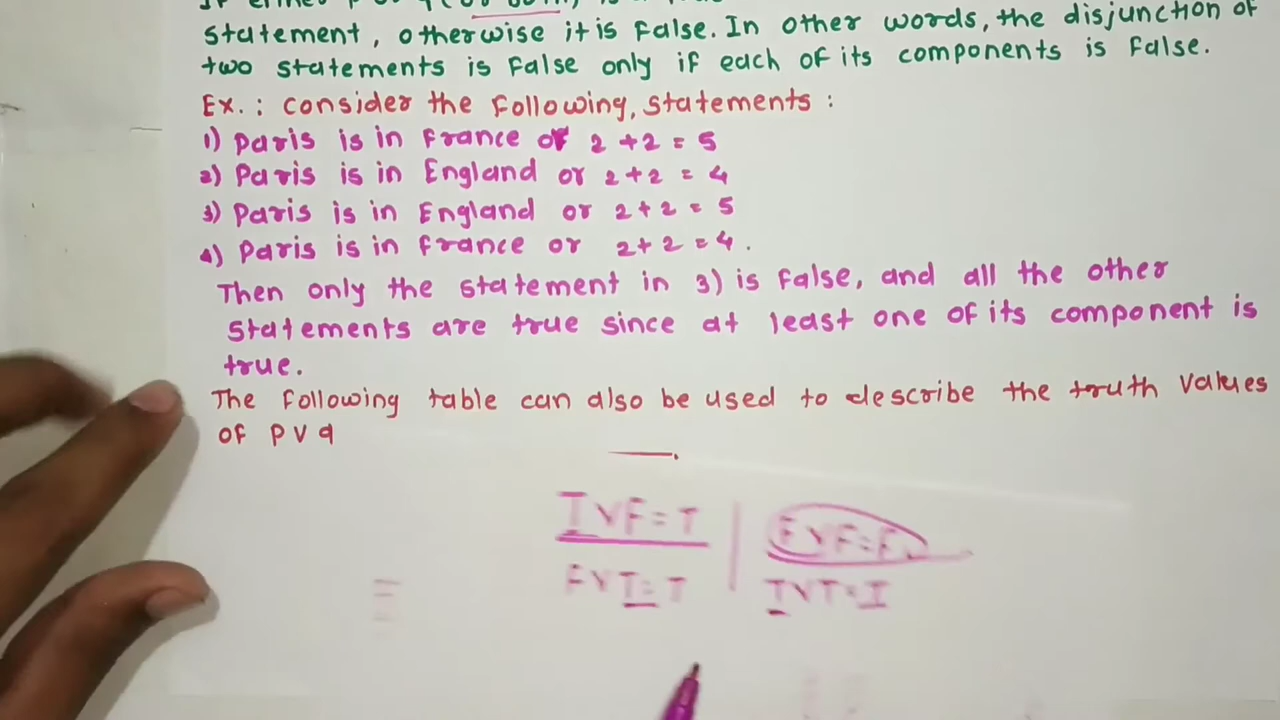 statement, otherwise it is False. In other words, the disjunction of
two statements is False only if each of its components is False.
Ex.: consider the following, statements :
1) Paris is in france or 2 + 2 = 5
2) Paris is in England or 2 + 2 = 4
3) Paris is in England or 2 + 2 = 5
4) Paris is in france or 2 + 2 = 4.
Then only the statement in 3) is False, and all the other
statements are true since at least one of its component is
true.
The following table can also be used to describe the truth values
of p ∨ q
T ∨ F = T | F ∨ F = F
F ∨ T = T | T ∨ T = T